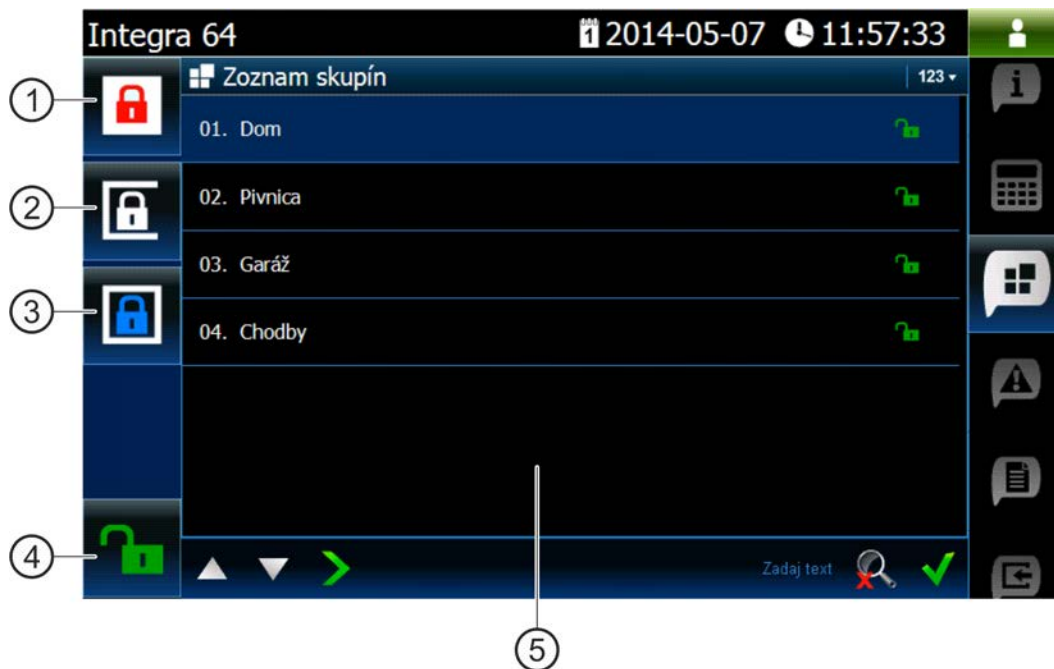 Integra 64 1 2014-05-07 11:57:33
Zoznam skupín 123
1
01. Dom
2
02. Pivnica
3
03. Garáž
04. Chodby
4
Zadaj text
5